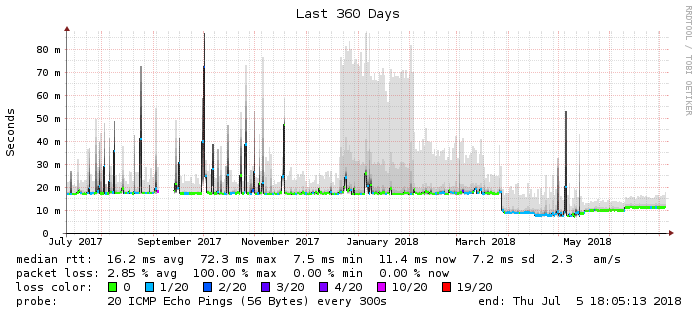 Last 360 Days
RRDTOOL / TOBI OETIKER
Seconds
80 m
70 m
60 m
50 m
40 m
30 m
20 m
10 m
0
July 2017 September 2017 November 2017 January 2018 March 2018 May 2018
median rtt: 16.2 ms avg 72.3 ms max 7.5 ms min 11.4 ms now 7.2 ms sd 2.3 am/s
packet loss: 2.85 % avg 100.00 % max 0.00 % min 0.00 % now
loss color: 0 1/20 2/20 3/20 4/20 10/20 19/20
probe: 20 ICMP Echo Pings (56 Bytes) every 300s end: Thu Jul 5 18:05:13 2018